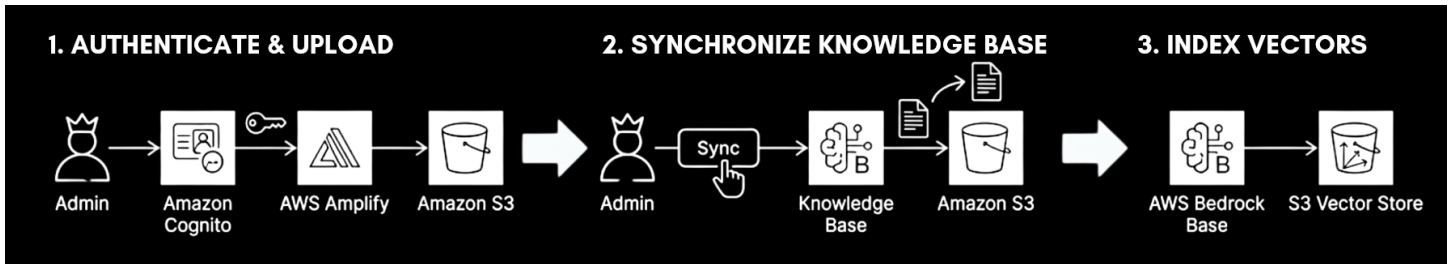 1. AUTHENTICATE & UPLOAD
Admin
Amazon
Cognito
AWS Amplify
Amazon S3
2. SYNCHRONIZE KNOWLEDGE BASE
Admin
Sync
B
Knowledge
Base
Amazon S3
3. INDEX VECTORS
B
AWS Bedrock
Base
S3 Vector Store